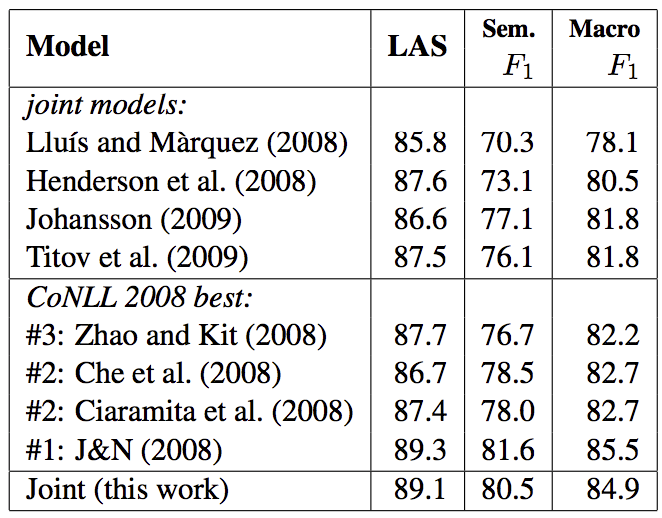 Model LAS Sem. F1 Macro F1
joint models:
Lluís and Màrquez (2008) 85.8 70.3 78.1
Henderson et al. (2008) 87.6 73.1 80.5
Johansson (2009) 86.6 77.1 81.8
Titov et al. (2009) 87.5 76.1 81.8
CoNLL 2008 best:
#3: Zhao and Kit (2008) 87.7 76.7 82.2
#2: Che et al. (2008) 86.7 78.5 82.7
#2: Ciaramita et al. (2008) 87.4 78.0 82.7
#1: J&N (2008) 89.3 81.6 85.5
Joint (this work) 89.1 80.5 84.9